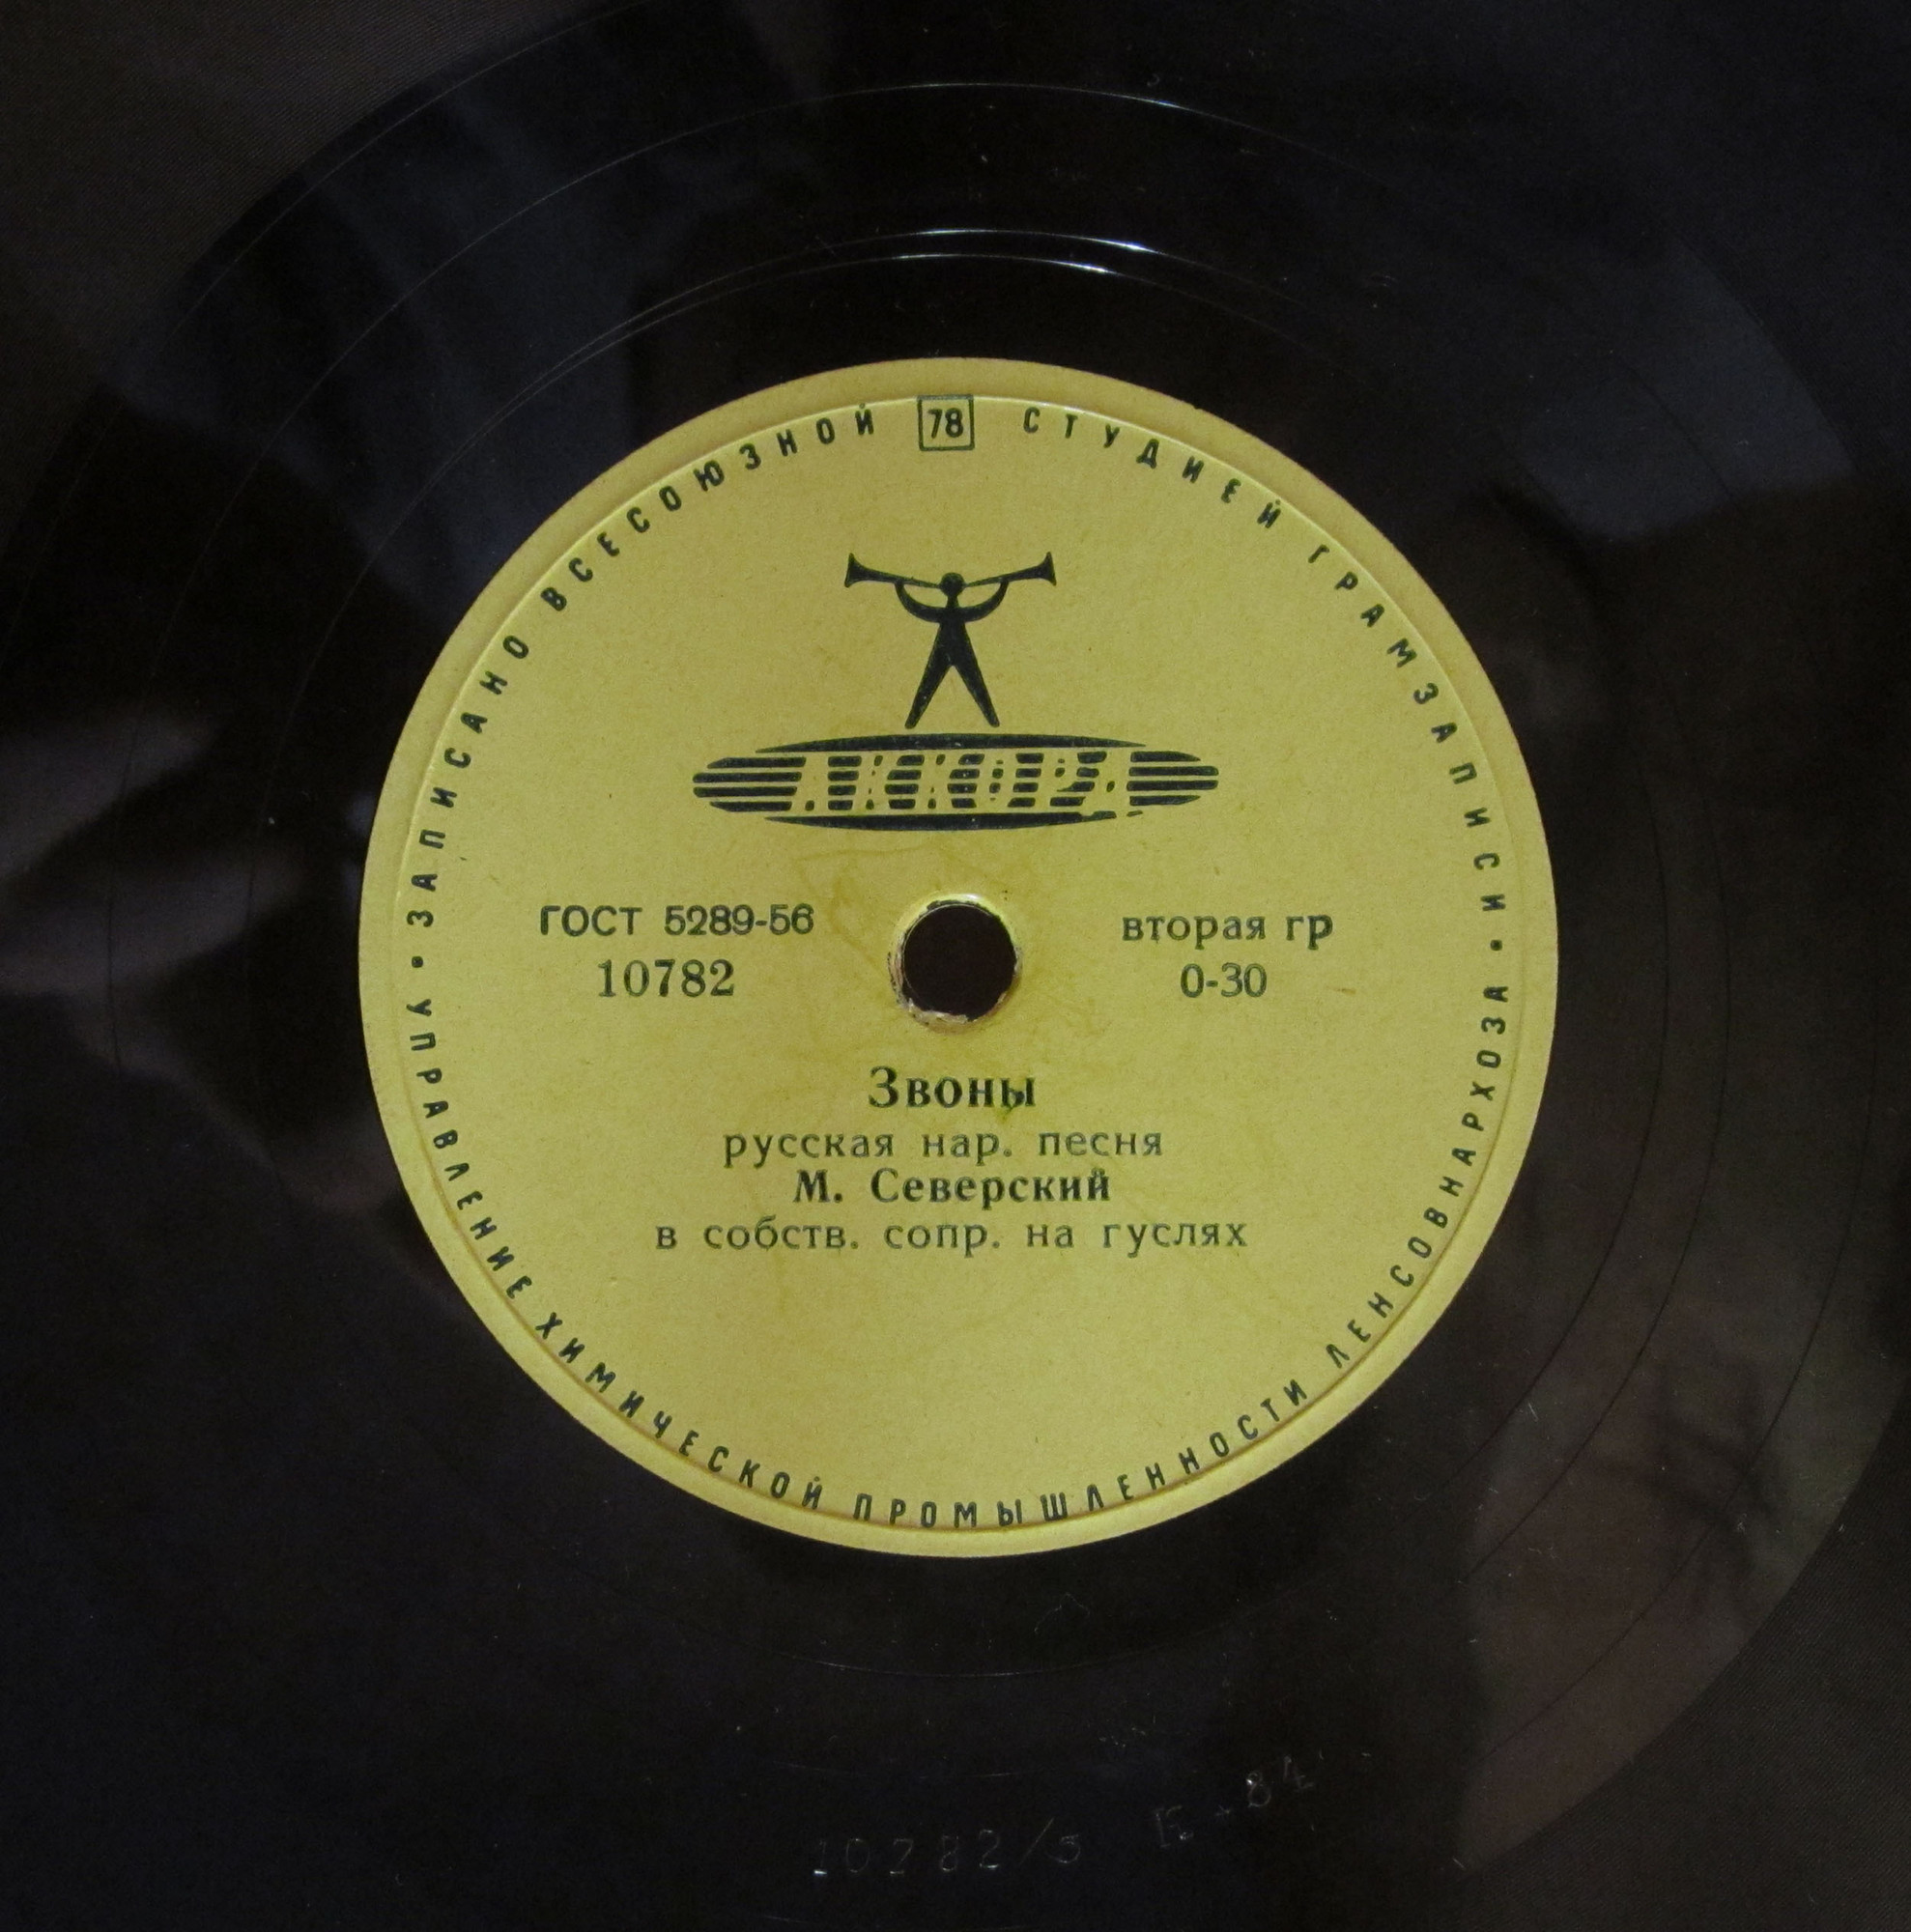 ЗАПИСАНО ВСЕСОЮЗНОЙ 78 СТУДИЕЙ ГРАМЗАПИСИ
АККОРД
ГОСТ 5289-56
10782
вторая гр
0-30
Звоны
русская нар. песня
М. Северский
в собств. сопр. на гуслях
УПРАВЛЕНИЕ ХИМИЧЕСКОЙ ПРОМЫШЛЕННОСТИ ЛЕНСОВНАРХОЗА
10782/3